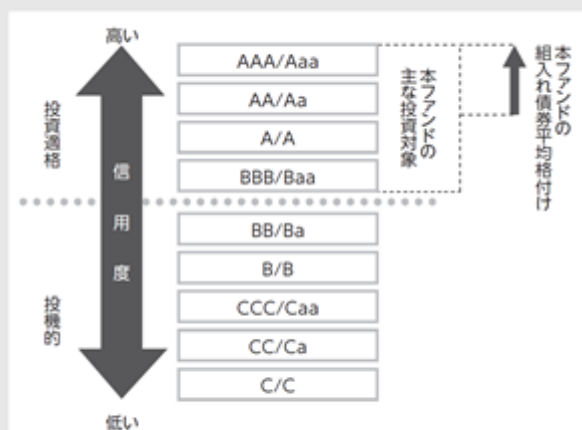 高い
投資適格
信用度
投機的
低い
AAA/Aaa
AA/Aa
A/A
BBB/Baa
BB/Ba
B/B
CCC/Caa
CC/Ca
C/C
本ファンドの
主な投資対象
本ファンドの
組入れ債券平均格付け